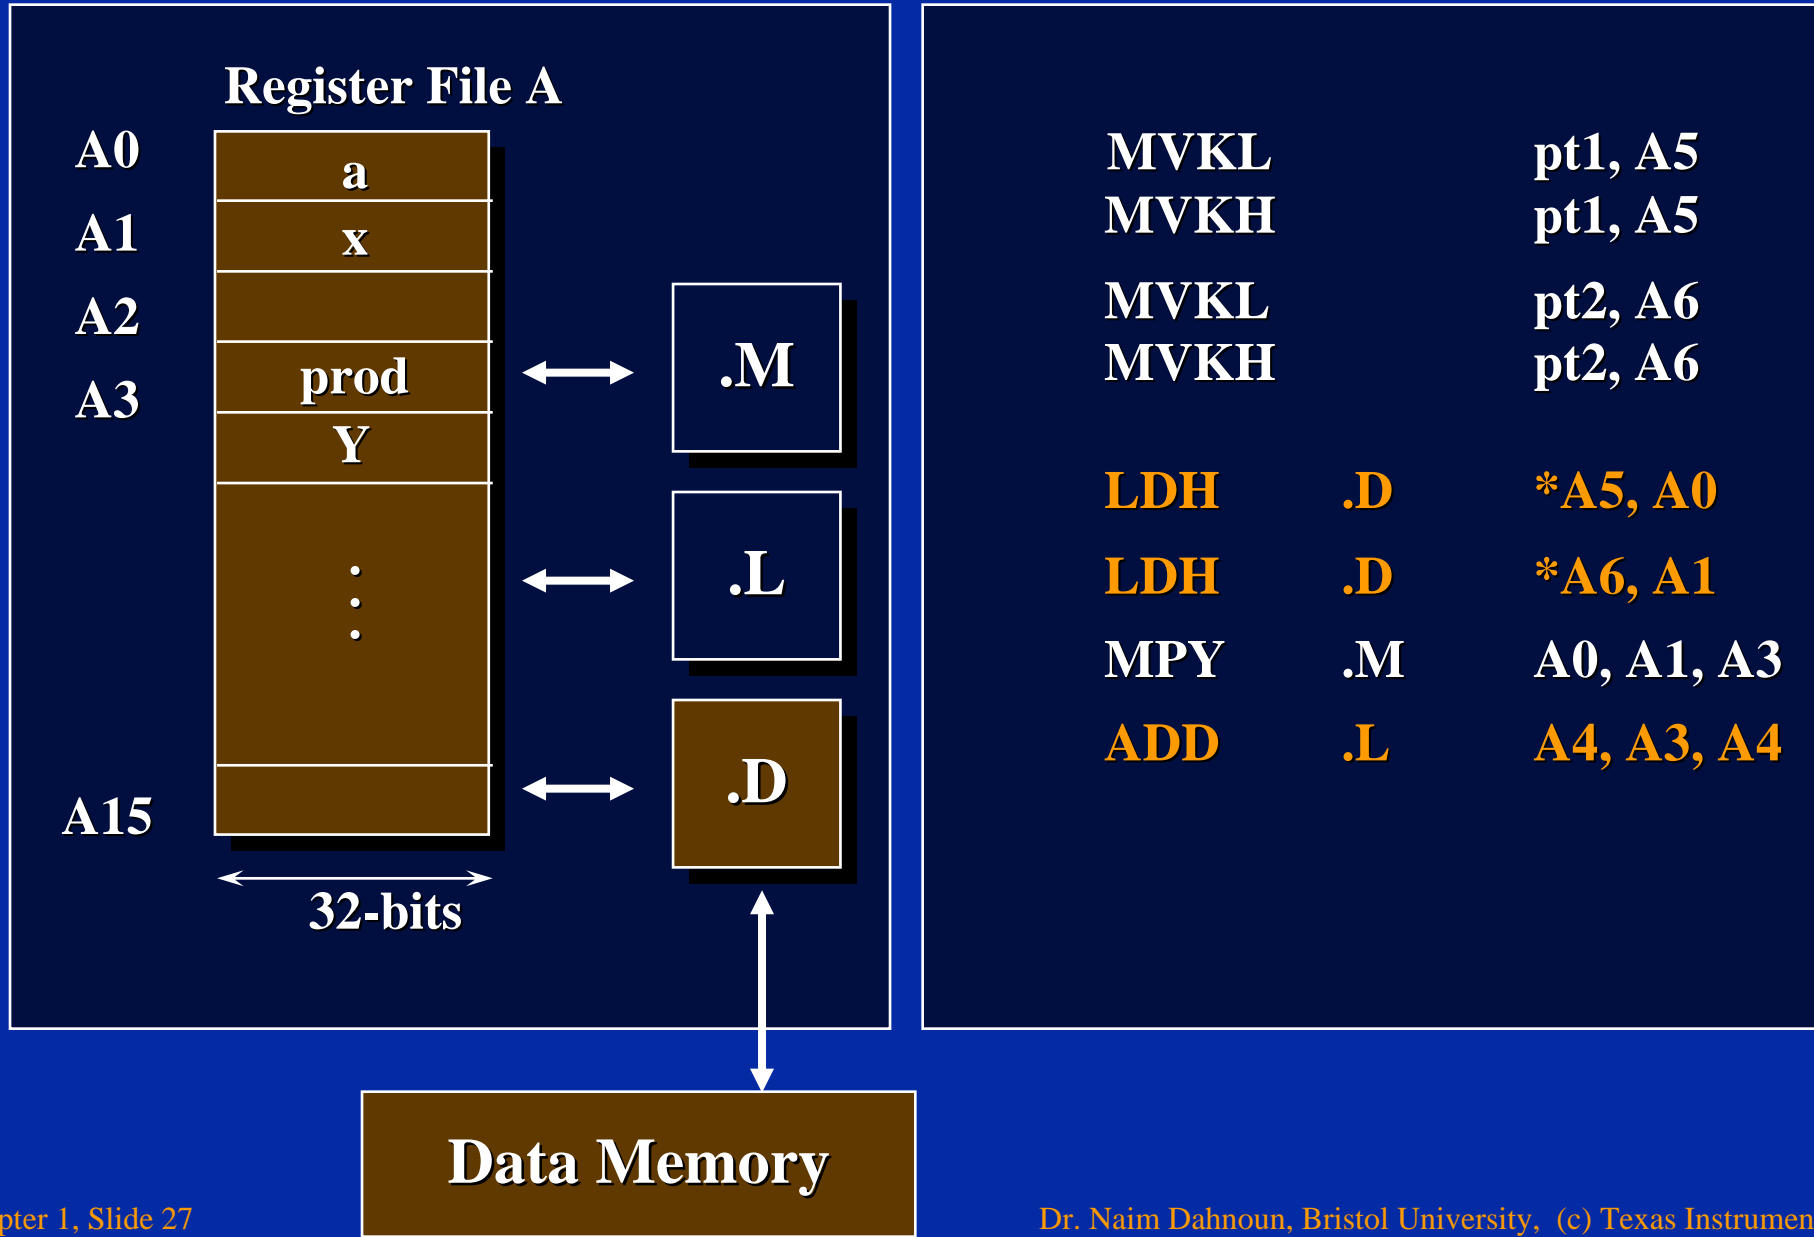 Register File A
A0
a
A1
x
A2
A3
prod
Y
.
.
.
A15
32-bits
.M
.L
.D
Data Memory
MVKL pt1, A5
MVKH pt1, A5
MVKL pt2, A6
MVKH pt2, A6
LDH .D *A5, A0
LDH .D *A6, A1
MPY .M A0, A1, A3
ADD .L A4, A3, A4
pter 1, Slide 27
Dr. Naim Dahnoun, Bristol University, (c) Texas Instrumen